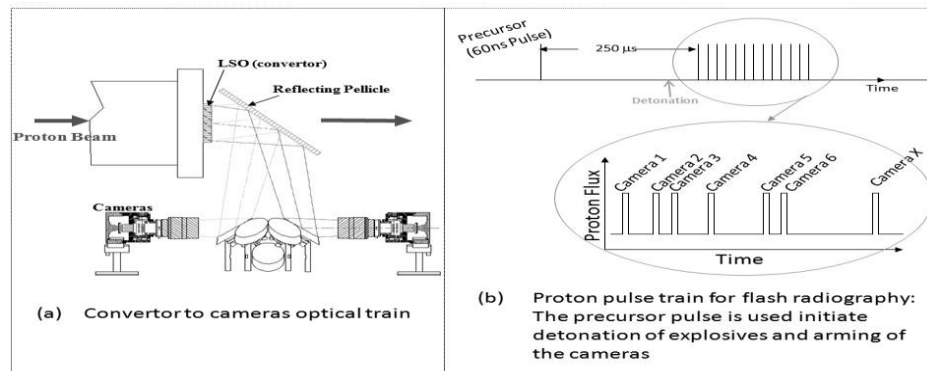 LSO (convertor)
Reflecting Pellicle
Proton Beam
Cameras
(a) Convertor to cameras optical train
Precursor
(60ns Pulse)
250 μs
Detonation
Time
Camera 1
Camera 2
Camera 3
Camera 4
Camera 5
Camera 6
Camera X
Proton Flux
Time
(b) Proton pulse train for flash radiography:
The precursor pulse is used initiate
detonation of explosives and arming of
the cameras